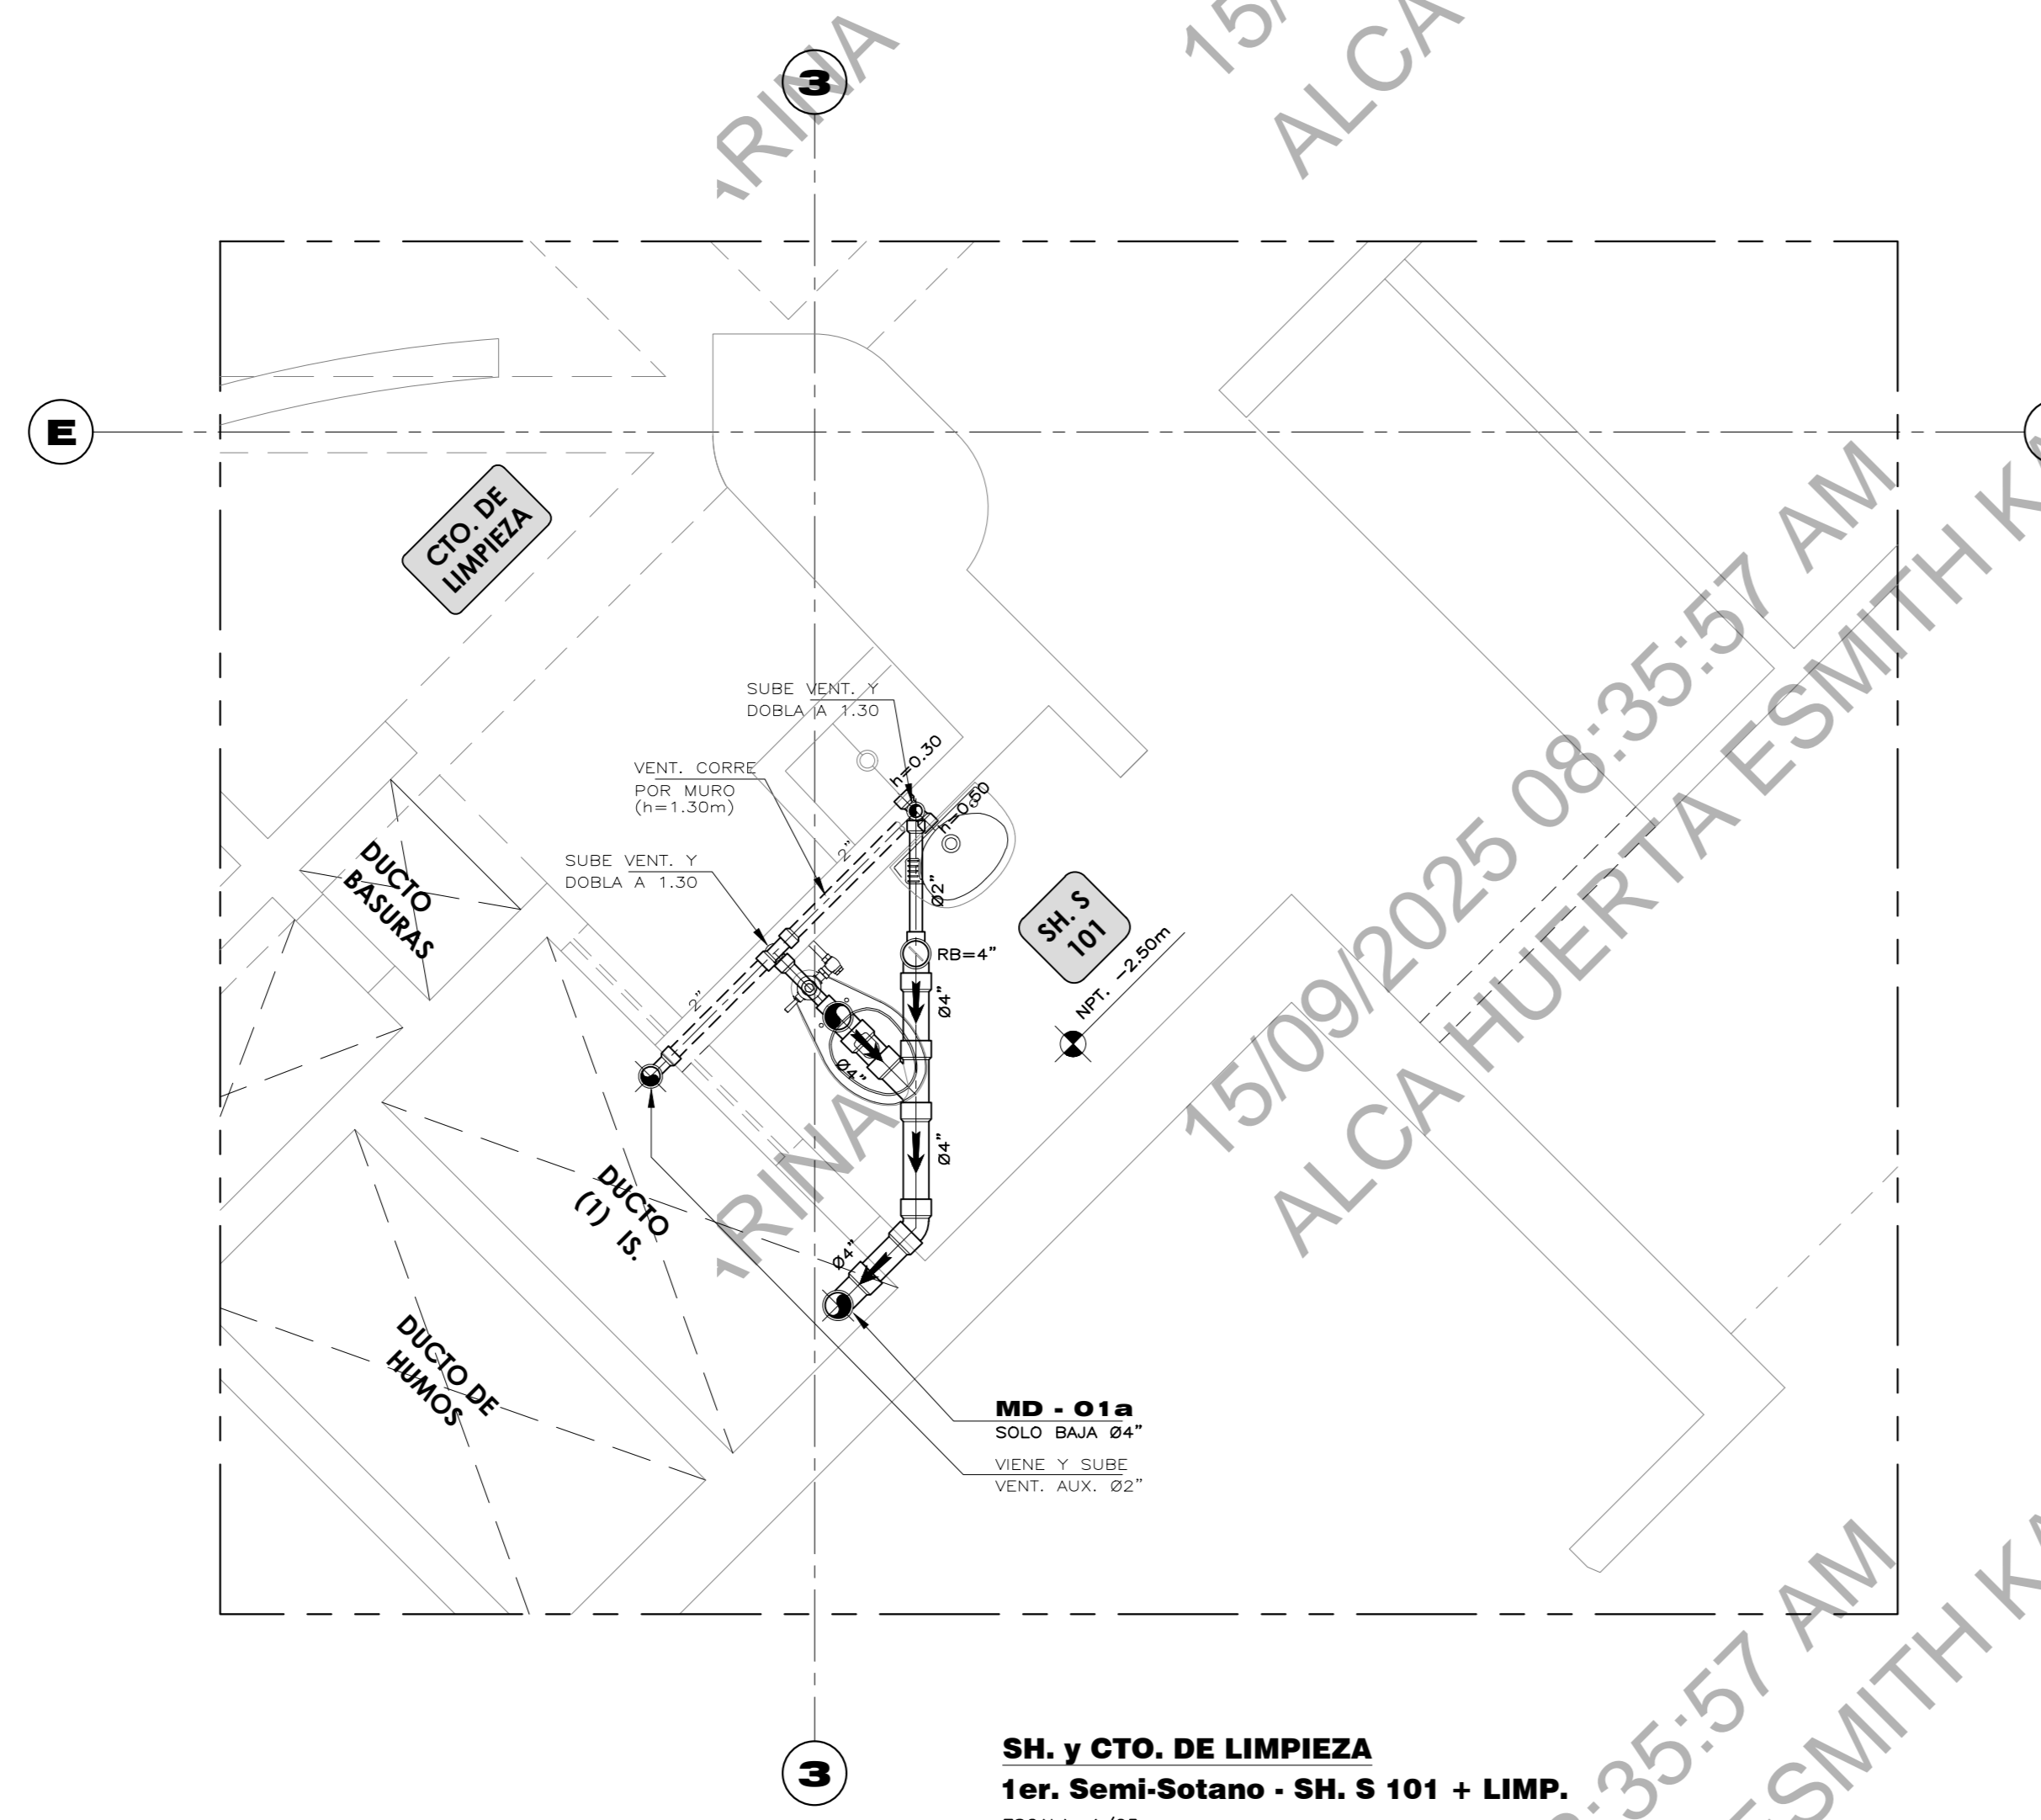 3
E
CTO. DE
LIMPIEZA
SUBE VENT. Y
DOBLA A 1.30
h=0.30
VENT. CORRE
POR MURO
(h=1.30m)
h=0.50
2"
SUBE VENT. Y
DOBLA A 1.30
Ø2"
DUCTO
BASURAS
SH. S
101
RB=4"
NPT. -2.50m
2"
Ø4"
Ø4"
Ø4"
DUCTO
(1) IS.
Ø4"
DUCTO DE
HUMOS
MD - 01a
SOLO BAJA Ø4"
VIENE Y SUBE
VENT. AUX. Ø2"
3
SH. y CTO. DE LIMPIEZA
1er. Semi-Sotano - SH. S 101 + LIMP.
ALCA
15/09/2025 08:35:57 AM
ALCA HUERTA ESMITH